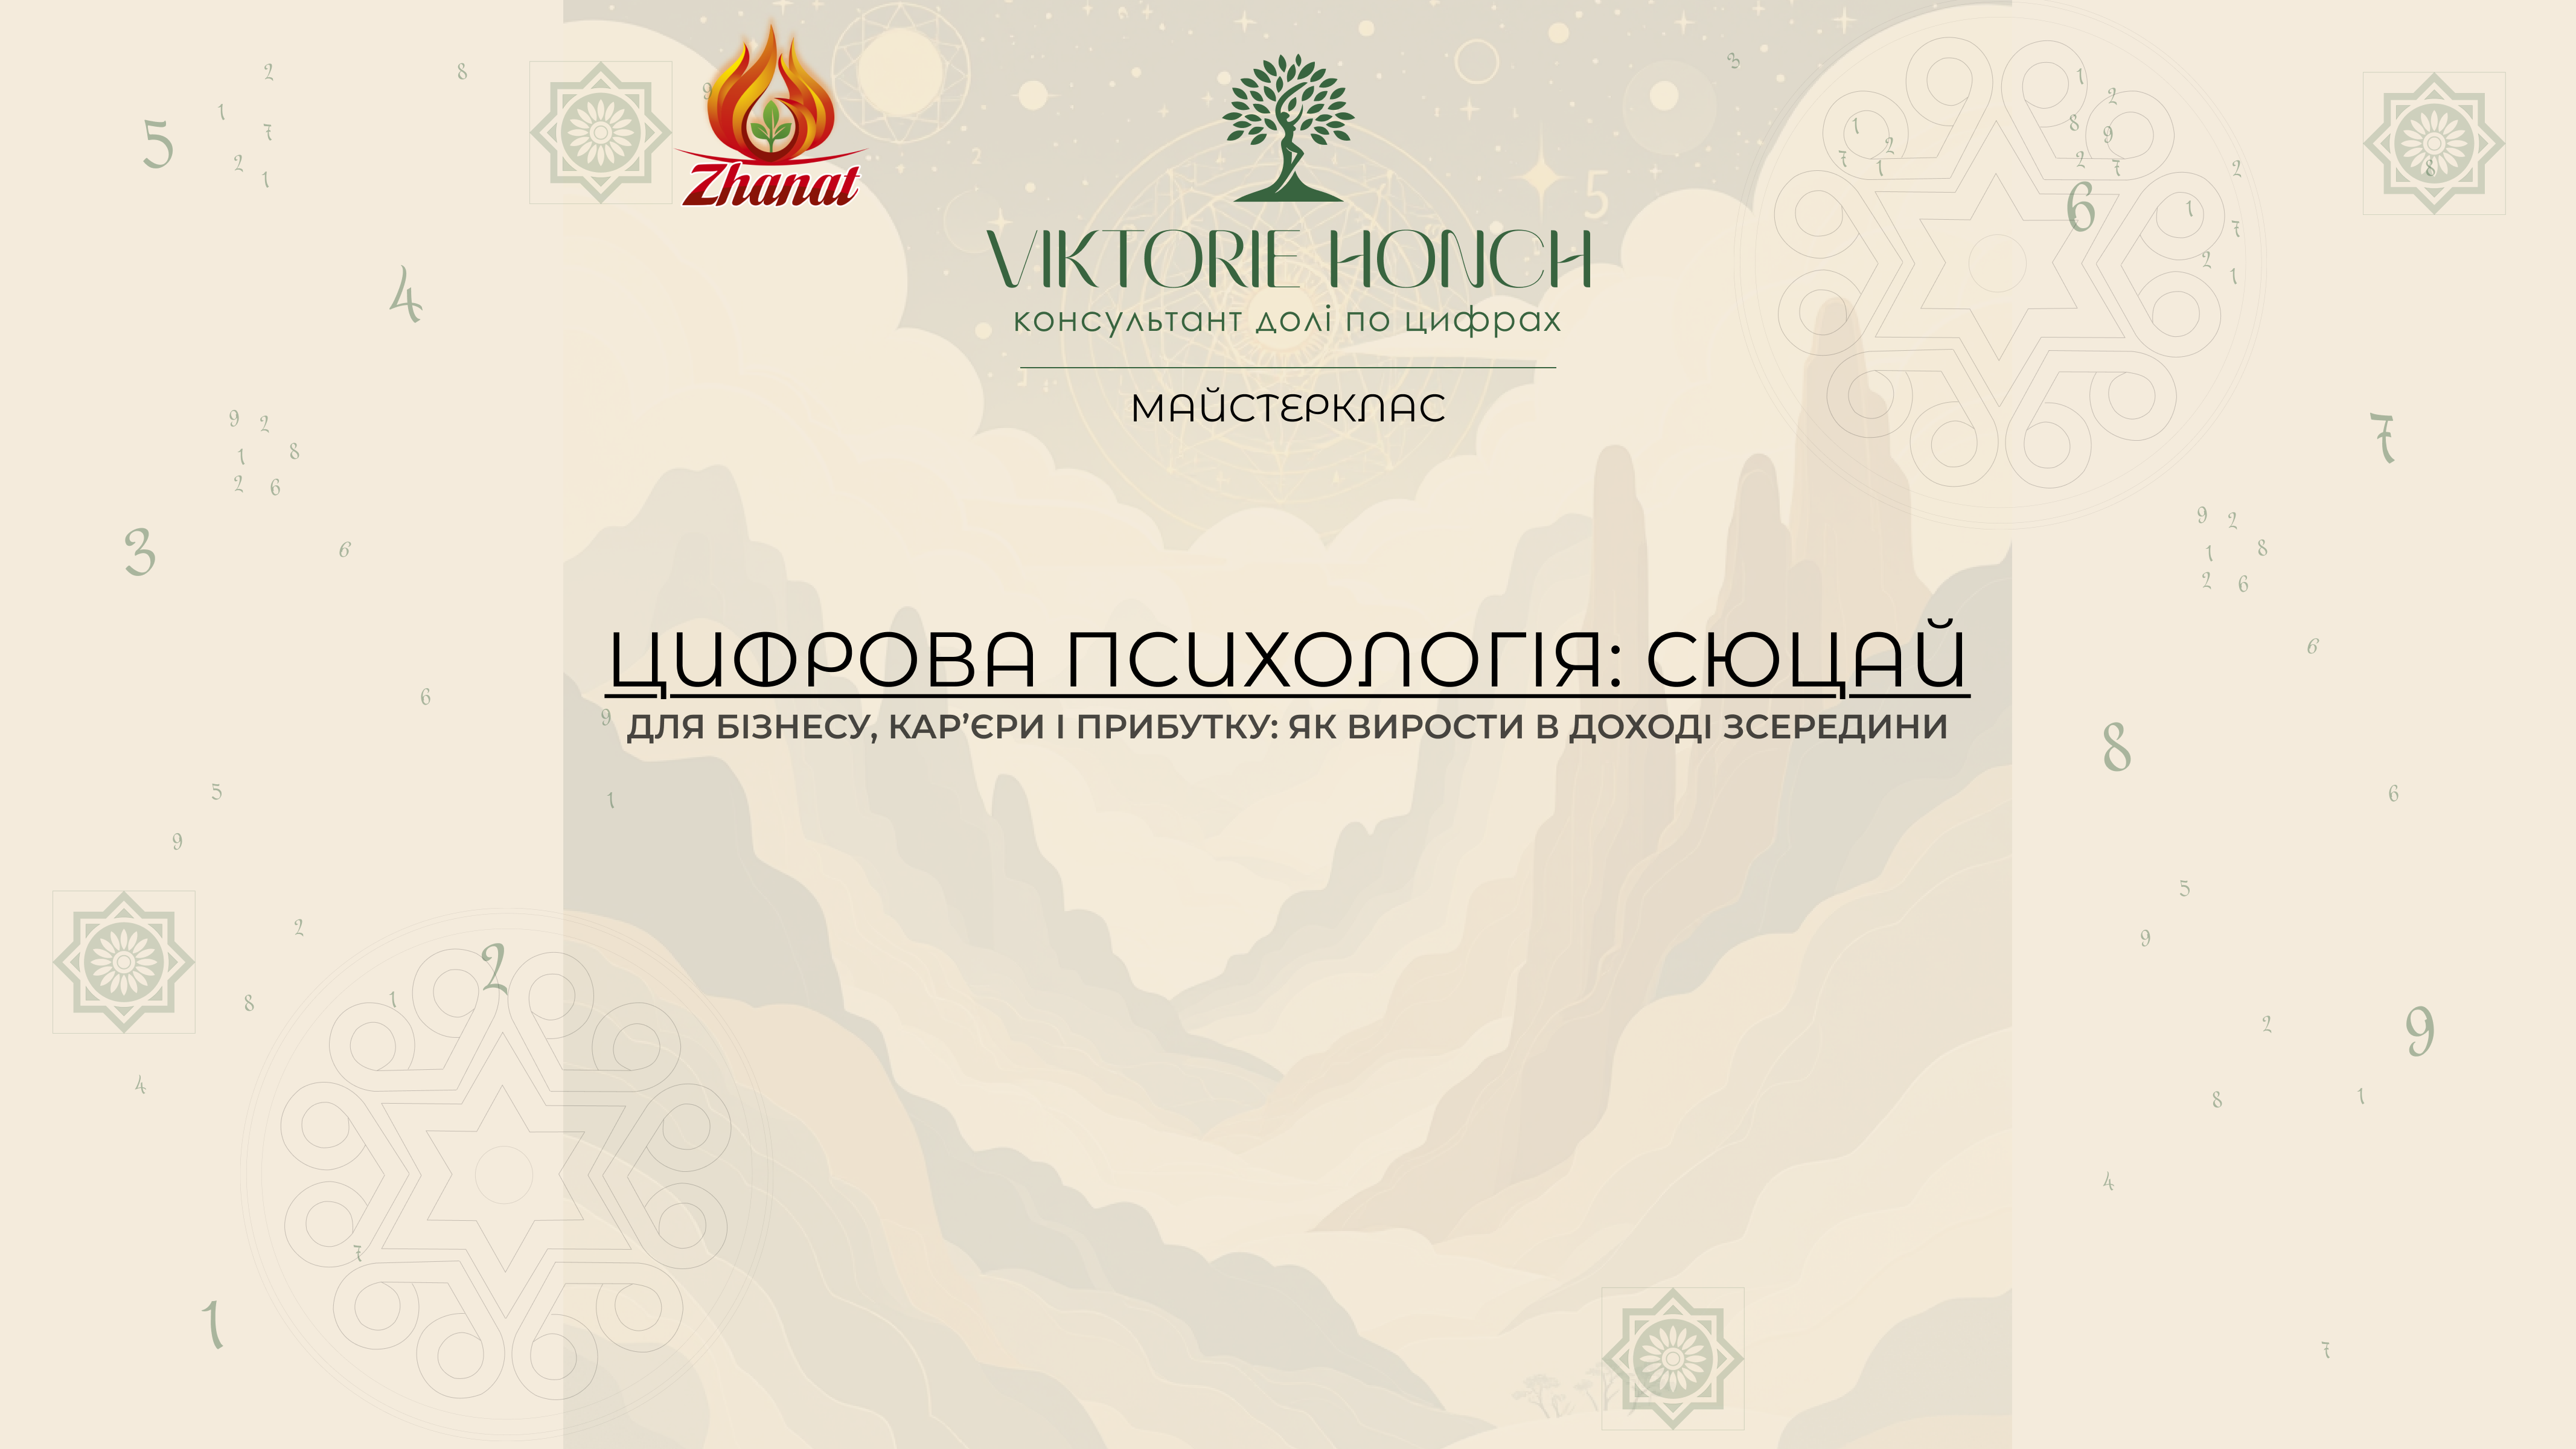 Zhanat
VIKTORIE HONCH
консультант долі по цифрах
МАЙСТЕРКЛАС
ЦИФРОВА ПСИХОЛОГІЯ: СЮЦАЙ
ДЛЯ БІЗНЕСУ, КАР’ЄРИ І ПРИБУТКУ: ЯК ВИРОСТИ В ДОХОДІ ЗСЕРЕДИНИ